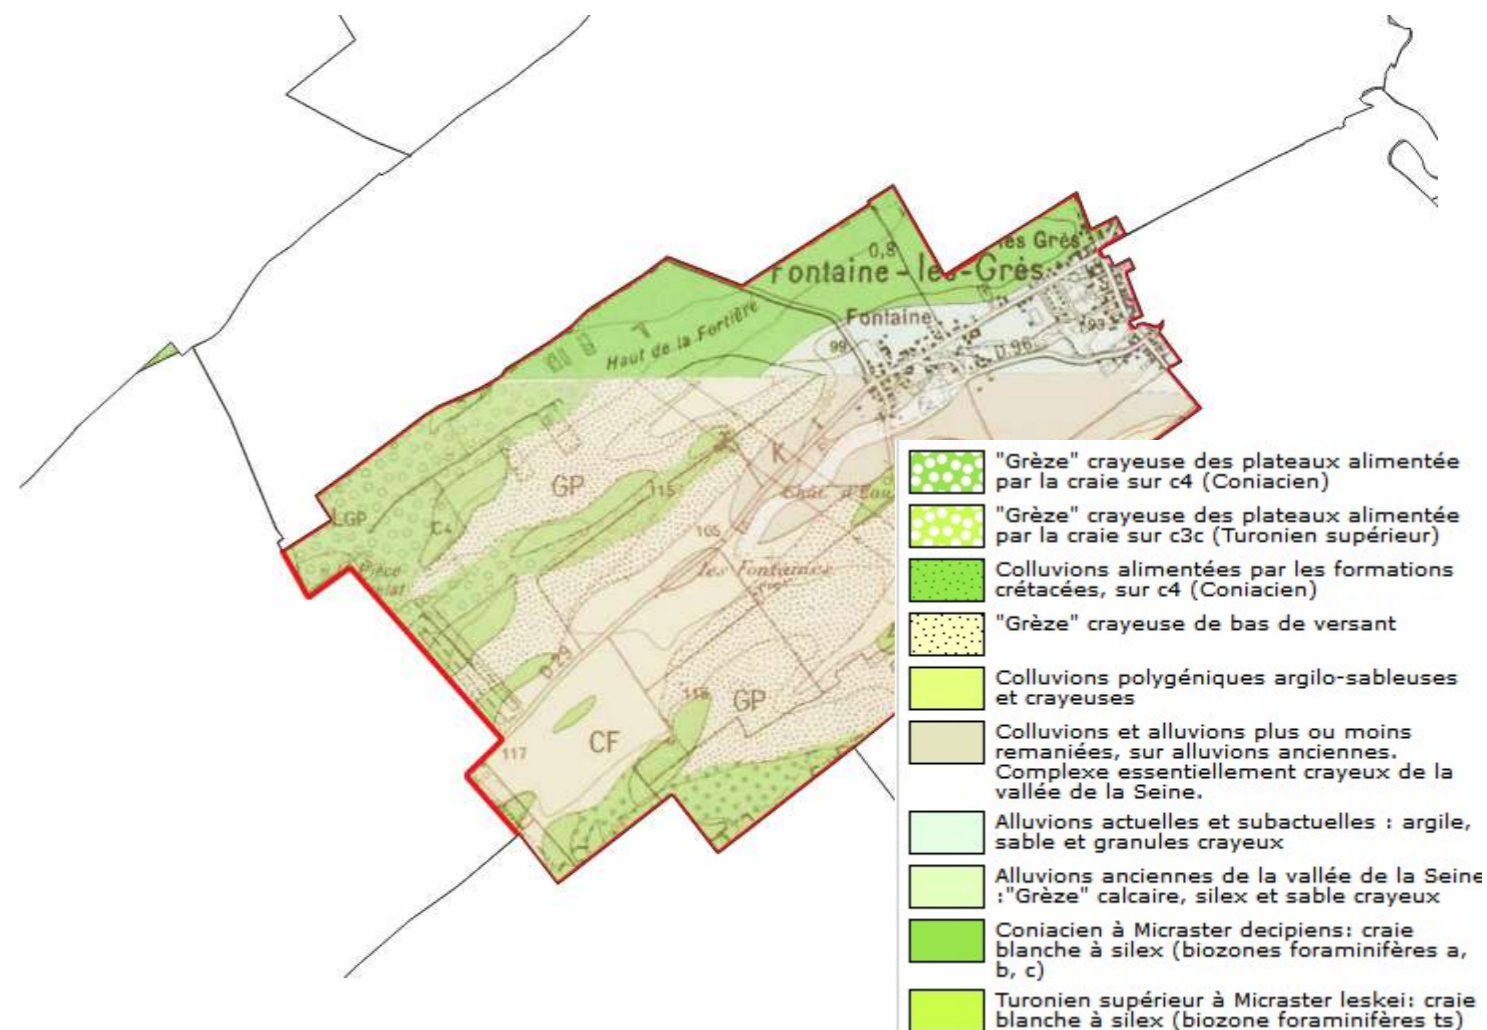 les Grès
0,8
Fontaine-les-Grès
Fontaine
Haut de la Fortière
99
93
D.96
K
GP
115
Chât. d'Eau
LGP
C4
105
la Pièce
les Fontaines
D 29
116
GP
CF
117
"Grèze" crayeuse des plateaux alimentée
par la craie sur c4 (Coniacien)
"Grèze" crayeuse des plateaux alimentée
par la craie sur c3c (Turonien supérieur)
Colluvions alimentées par les formations
crétacées, sur c4 (Coniacien)
"Grèze" crayeuse de bas de versant
Colluvions polygéniques argilo-sableuses
et crayeuses
Colluvions et alluvions plus ou moins
remaniées, sur alluvions anciennes.
Complexe essentiellement crayeux de la
vallée de la Seine.
Alluvions actuelles et subactuelles : argile,
sable et granules crayeux
Alluvions anciennes de la vallée de la Seine
:"Grèze" calcaire, silex et sable crayeux
Coniacien à Micraster decipiens: craie
blanche à silex (biozones foraminifères a,
b, c)
Turonien supérieur à Micraster leskei: craie
blanche à silex (biozone foraminifères ts)